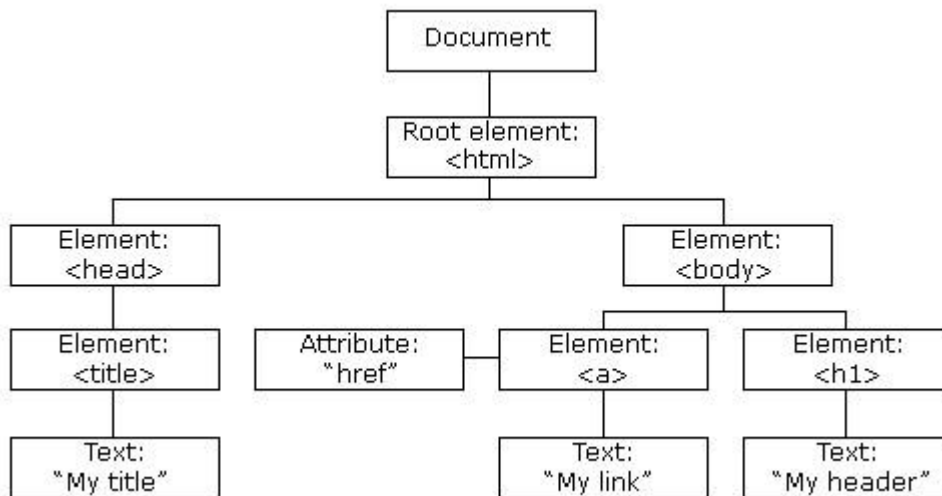 Document
Root element:
<html>
Element:
<head>
Element:
<body>
Element:
<title>
Attribute:
“href”
Element:
<a>
Element:
<h1>
Text:
“My title”
Text:
“My link”
Text:
“My header”